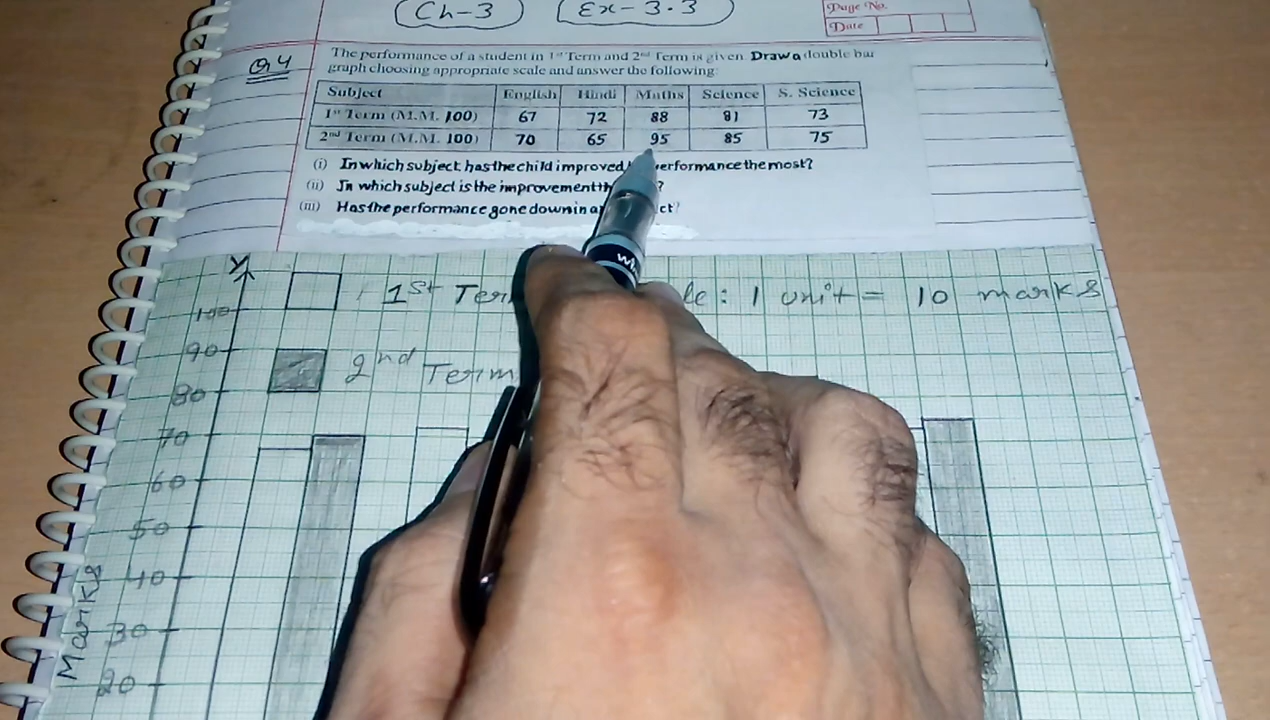 Ch-3 Ex-3.3
Page No.
Date
Q4 The performance of a student in 1st Term and 2nd Term is given. Draw a double bar
graph choosing appropriate scale and answer the following:
Subject English Hindi Maths Science S. Science
1st Term (M.M. 100) 67 72 88 81 73
2nd Term (M.M. 100) 70 65 95 85 75
(i) In which subject has the child improved performance the most?
(ii) In which subject is the improvement ?
(iii) Has the performance gone down in
Y
1st : 1 unit = 10 marks
100
90 2nd Term
80
70
60
50
40
30
20
Marks